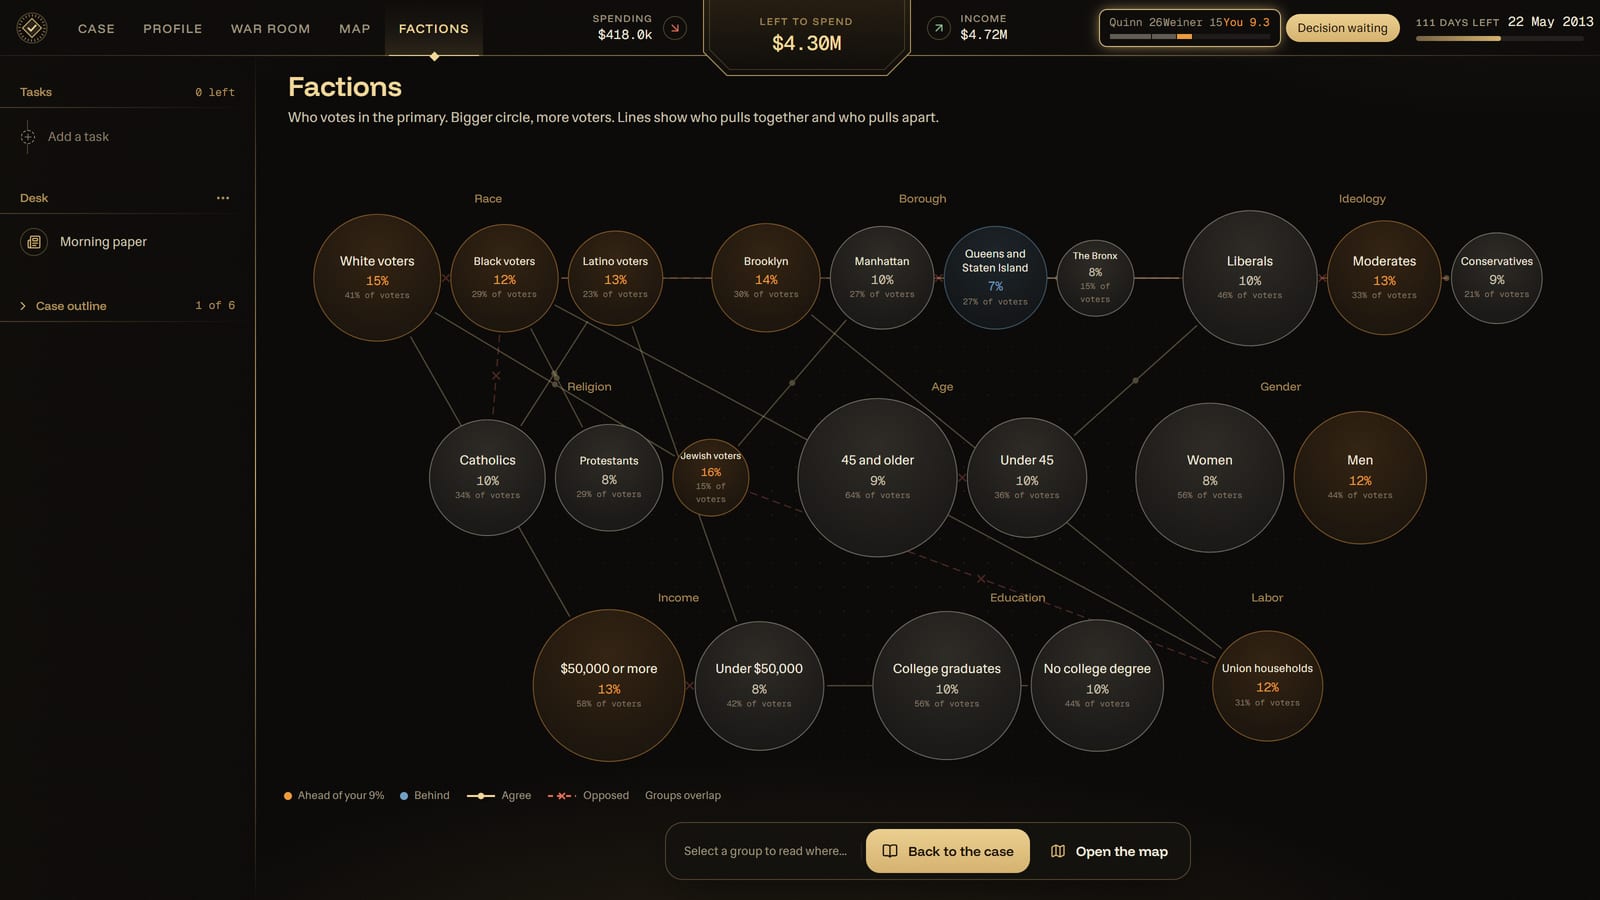 CASE
PROFILE
WAR ROOM
MAP
FACTIONS
SPENDING
$418.0k
LEFT TO SPEND
$4.30M
INCOME
$4.72M
Quinn 26Weiner 15You 9.3
Decision waiting
111 DAYS LEFT 22 May 2013
Tasks
0 left
Add a task
Desk
Morning paper
Case outline
1 of 6
Factions
Who votes in the primary. Bigger circle, more voters. Lines show who pulls together and who pulls apart.
Race
White voters
15%
41% of voters
Black voters
12%
29% of voters
Latino voters
13%
23% of voters
Borough
Brooklyn
14%
30% of voters
Manhattan
10%
27% of voters
Queens and
Staten Island
7%
27% of voters
The Bronx
8%
15% of
voters
Ideology
Liberals
10%
46% of voters
Moderates
13%
33% of voters
Conservatives
9%
21% of voters
Religion
Catholics
10%
34% of voters
Protestants
8%
29% of voters
Jewish voters
16%
15% of
voters
Age
45 and older
9%
64% of voters
Under 45
10%
36% of voters
Gender
Women
8%
56% of voters
Men
12%
44% of voters
Income
$50,000 or more
13%
58% of voters
Under $50,000
8%
42% of voters
Education
College graduates
10%
56% of voters
No college degree
10%
44% of voters
Labor
Union households
12%
31% of voters
Ahead of your 9%
Behind
Agree
Opposed
Groups overlap
Select a group to read where...
Back to the case
Open the map